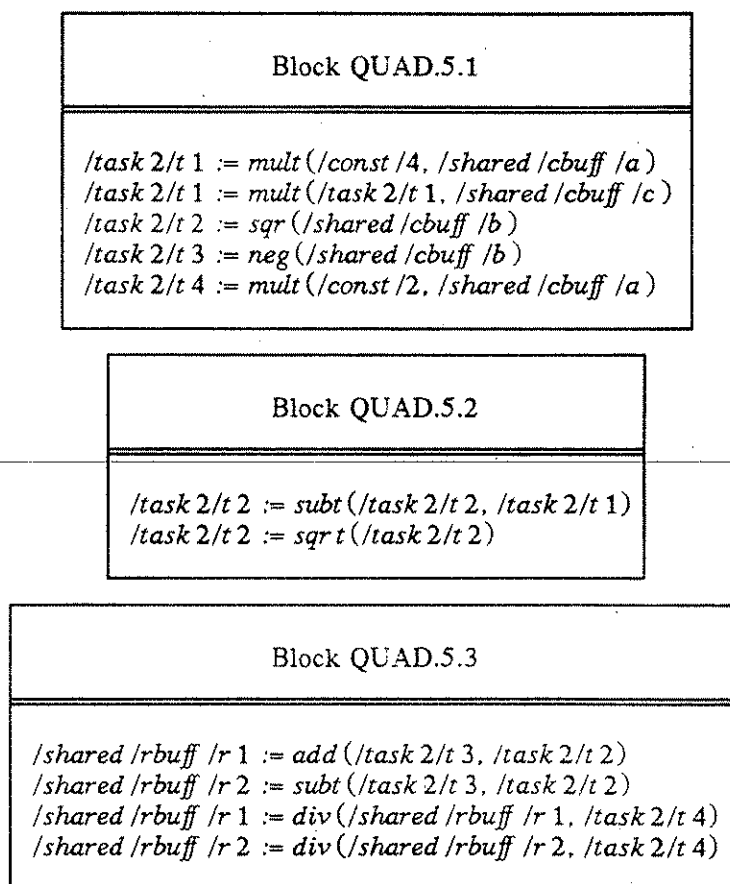 Block QUAD.5.1
/task 2/t 1 := mult(/const /4, /shared /cbuff /a)
/task 2/t 1 := mult(/task 2/t 1, /shared /cbuff /c)
/task 2/t 2 := sqr(/shared /cbuff /b)
/task 2/t 3 := neg(/shared /cbuff /b)
/task 2/t 4 := mult(/const /2, /shared /cbuff /a)
Block QUAD.5.2
/task 2/t 2 := subt(/task 2/t 2, /task 2/t 1)
/task 2/t 2 := sqr t(/task 2/t 2)
Block QUAD.5.3
/shared /rbuff /r 1 := add(/task 2/t 3, /task 2/t 2)
/shared /rbuff /r 2 := subt(/task 2/t 3, /task 2/t 2)
/shared /rbuff /r 1 := div(/shared /rbuff /r 1, /task 2/t 4)
/shared /rbuff /r 2 := div(/shared /rbuff /r 2, /task 2/t 4)